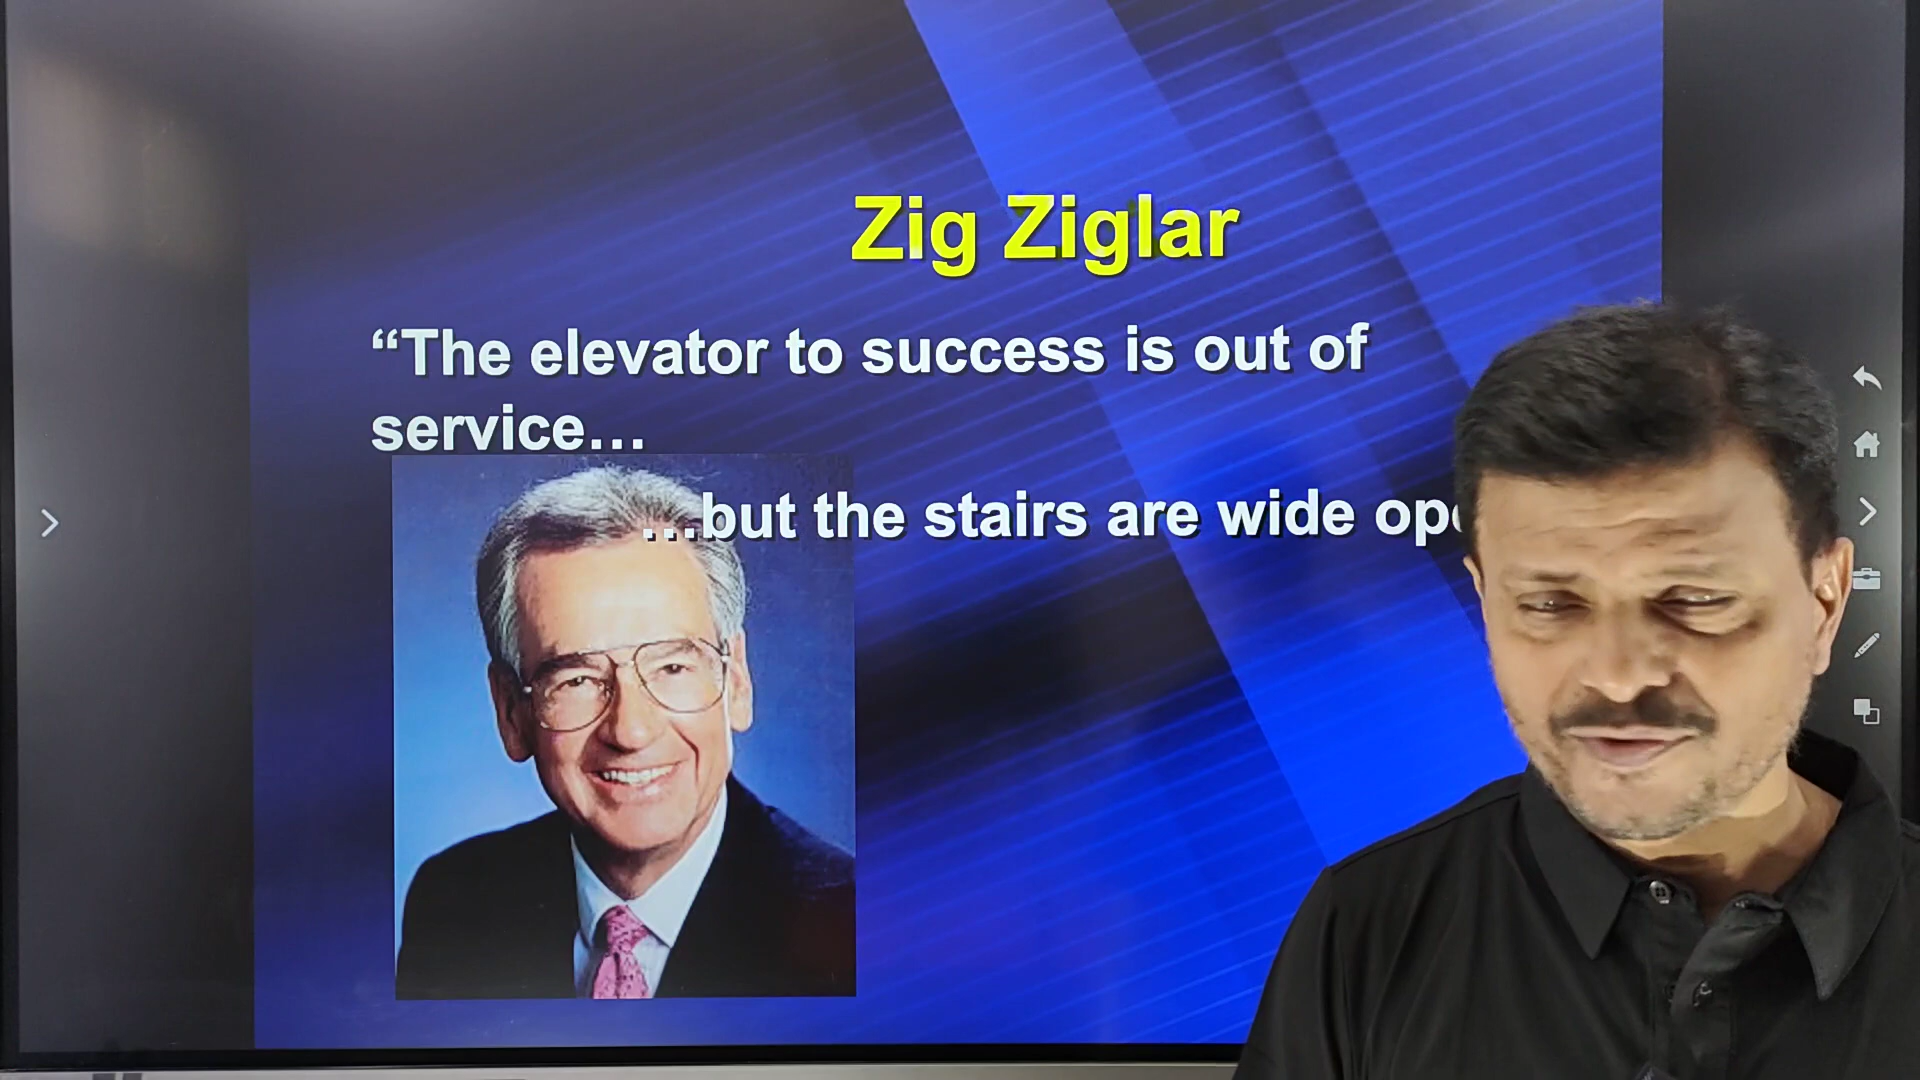 Zig Ziglar
“The elevator to success is out of
service…
…but the stairs are wide